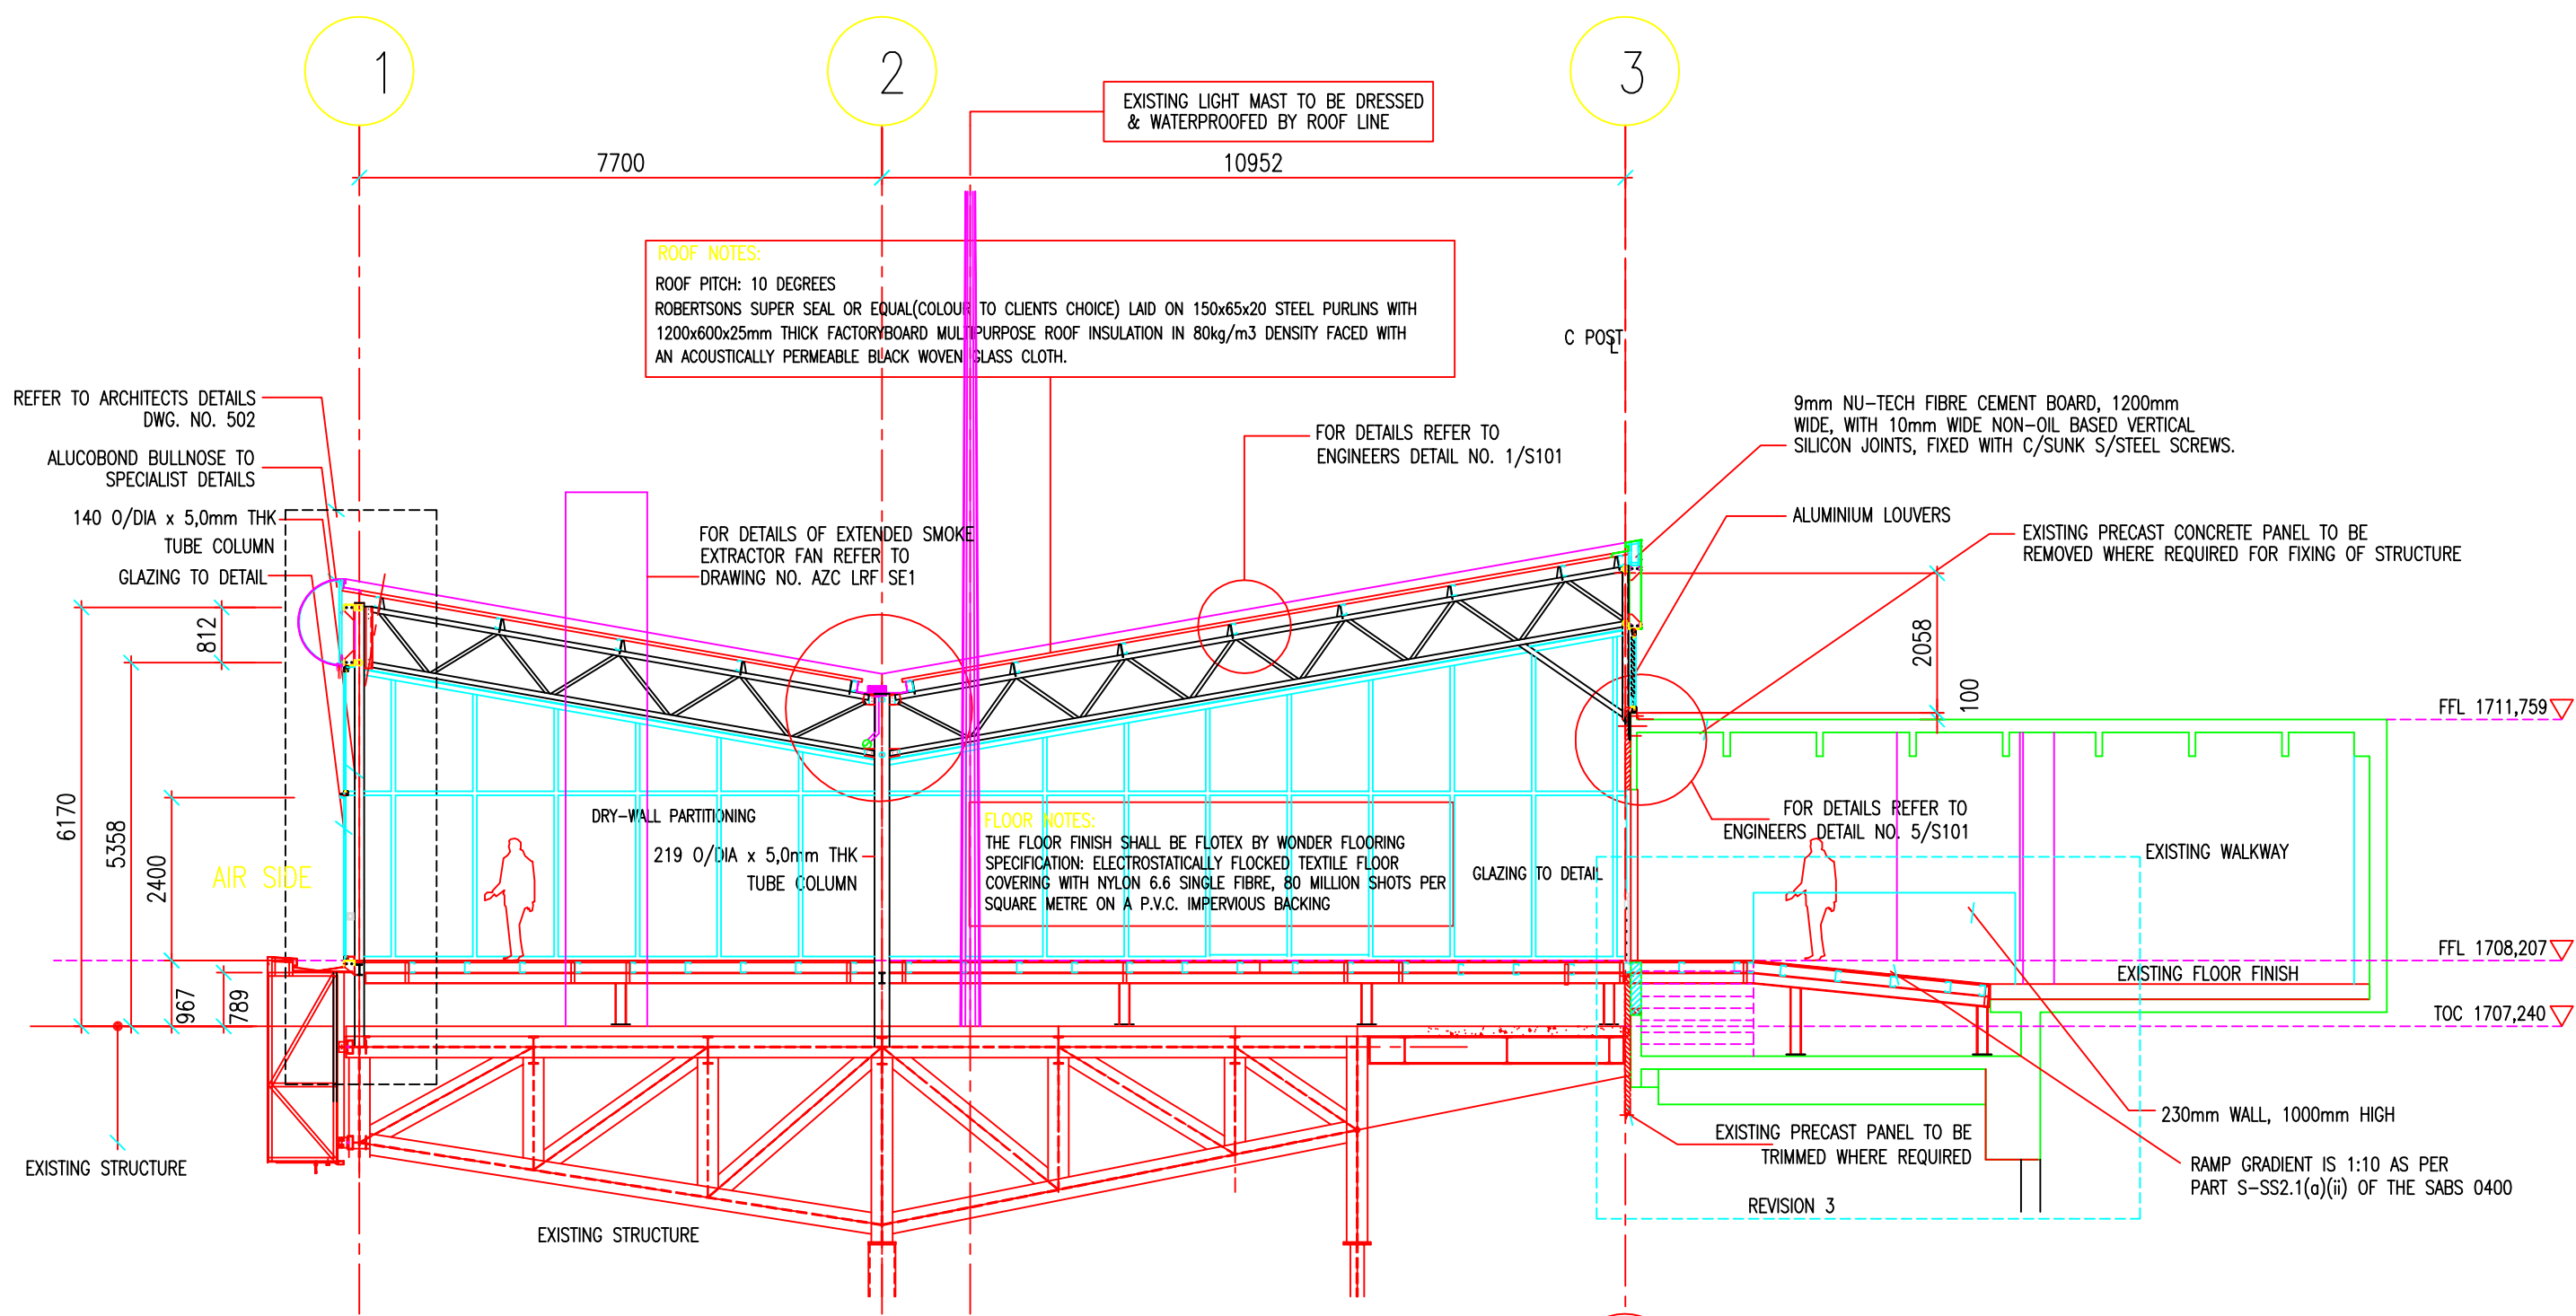 1
2
3
EXISTING LIGHT MAST TO BE DRESSED
& WATERPROOFED BY ROOF LINE
7700
10952
ROOF NOTES:
ROOF PITCH: 10 DEGREES
ROBERTSONS SUPER SEAL OR EQUAL(COLOUR TO CLIENTS CHOICE) LAID ON 150x65x20 STEEL PURLINS WITH
1200x600x25mm THICK FACTORYBOARD MULTIPURPOSE ROOF INSULATION IN 80kg/m3 DENSITY FACED WITH
AN ACOUSTICALLY PERMEABLE BLACK WOVEN GLASS CLOTH.
C POST
L
REFER TO ARCHITECTS DETAILS
DWG. NO. 502
ALUCOBOND BULLNOSE TO
SPECIALIST DETAILS
140 O/DIA x 5,0mm THK
TUBE COLUMN
GLAZING TO DETAIL
FOR DETAILS OF EXTENDED SMOKE
EXTRACTOR FAN REFER TO
DRAWING NO. AZC LRF SE1
FOR DETAILS REFER TO
ENGINEERS DETAIL NO. 1/S101
9mm NU-TECH FIBRE CEMENT BOARD, 1200mm
WIDE, WITH 10mm WIDE NON-OIL BASED VERTICAL
SILICON JOINTS, FIXED WITH C/SUNK S/STEEL SCREWS.
ALUMINIUM LOUVERS
EXISTING PRECAST CONCRETE PANEL TO BE
REMOVED WHERE REQUIRED FOR FIXING OF STRUCTURE
812
2058
100
FFL 1711,759
6170
5358
2400
967
789
AIR SIDE
DRY-WALL PARTITIONING
219 O/DIA x 5,0mm THK
TUBE COLUMN
FLOOR NOTES:
THE FLOOR FINISH SHALL BE FLOTEX BY WONDER FLOORING
SPECIFICATION: ELECTROSTATICALLY FLOCKED TEXTILE FLOOR
COVERING WITH NYLON 6.6 SINGLE FIBRE, 80 MILLION SHOTS PER
SQUARE METRE ON A P.V.C. IMPERVIOUS BACKING
GLAZING TO DETAIL
FOR DETAILS REFER TO
ENGINEERS DETAIL NO. 5/S101
EXISTING WALKWAY
FFL 1708,207
EXISTING FLOOR FINISH
TOC 1707,240
EXISTING STRUCTURE
EXISTING STRUCTURE
230mm WALL, 1000mm HIGH
EXISTING PRECAST PANEL TO BE
TRIMMED WHERE REQUIRED
RAMP GRADIENT IS 1:10 AS PER
PART S-SS2.1(a)(ii) OF THE SABS 0400
REVISION 3